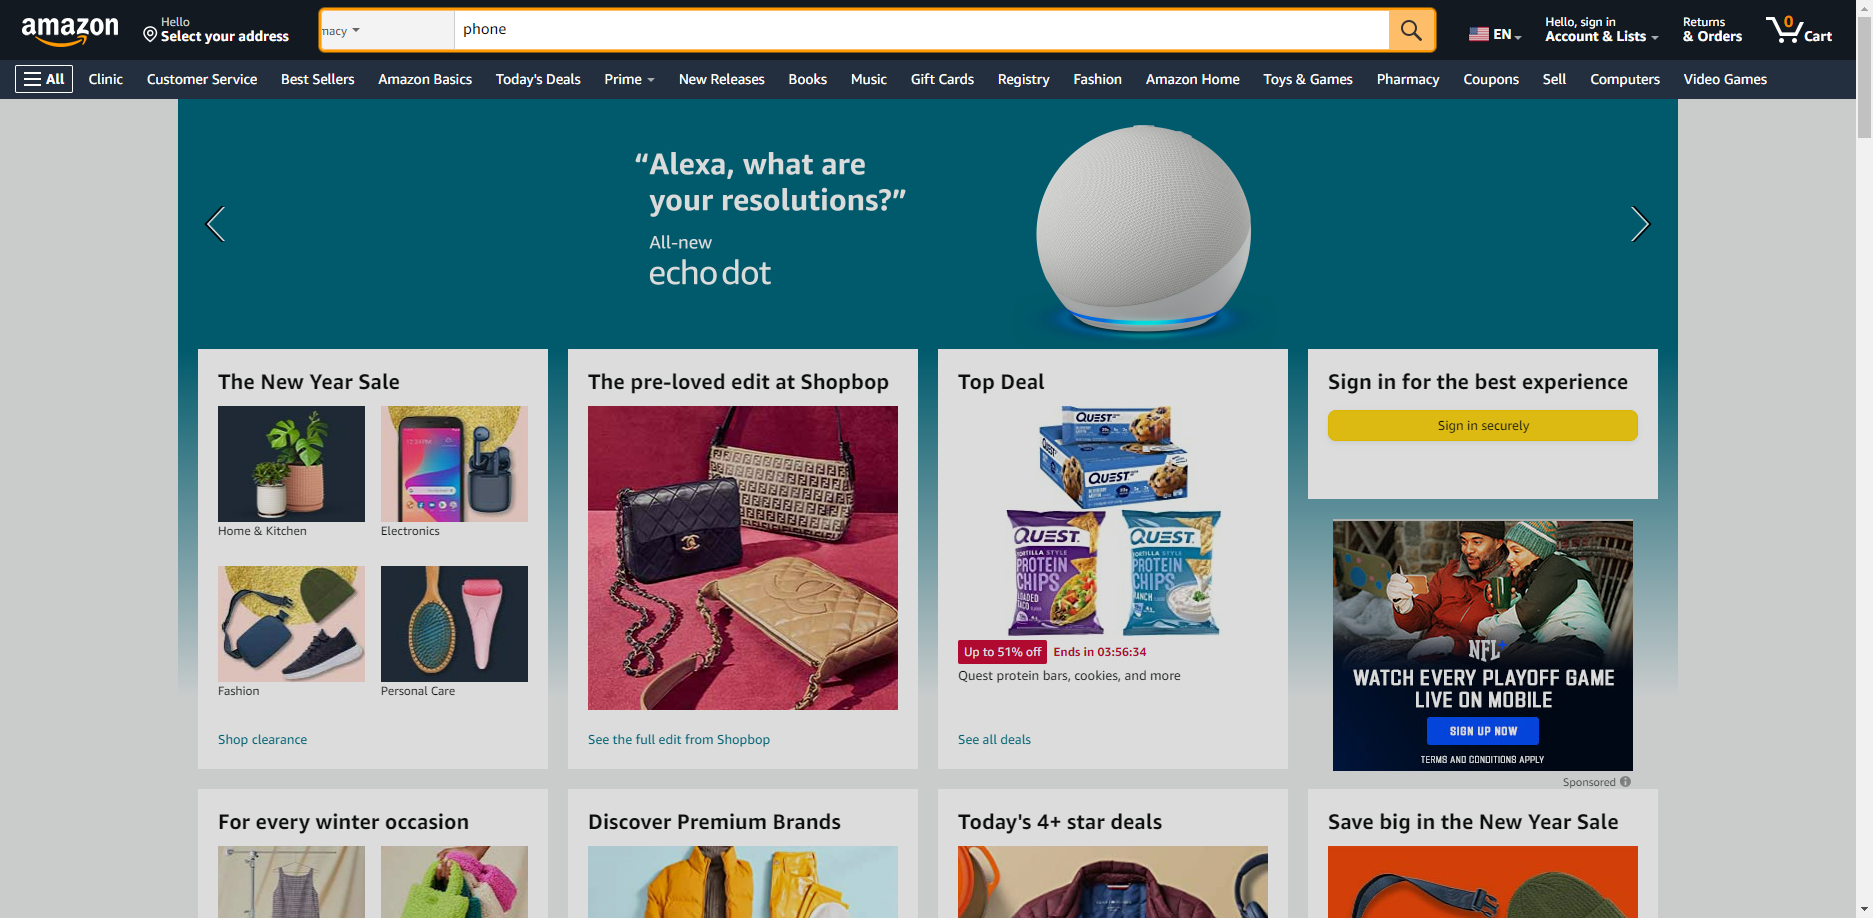 amazon
Hello
Select your address
macy
phone
EN
Hello, sign in
Account & Lists
Returns
& Orders
0
Cart
All
Clinic
Customer Service
Best Sellers
Amazon Basics
Today's Deals
Prime
New Releases
Books
Music
Gift Cards
Registry
Fashion
Amazon Home
Toys & Games
Pharmacy
Coupons
Sell
Computers
Video Games
“Alexa, what are
your resolutions?”
All-new
echo dot
The New Year Sale
Home & Kitchen
Electronics
Fashion
Personal Care
Shop clearance
The pre-loved edit at Shopbop
See the full edit from Shopbop
Top Deal
QUEST
QUEST
QUEST
TORTILLA STYLE
PROTEIN
CHIPS
LOADED
TACO
QUEST
TORTILLA STYLE
PROTEIN
CHIPS
RANCH
Up to 51% off
Ends in 03:56:34
Quest protein bars, cookies, and more
See all deals
Sign in for the best experience
Sign in securely
NFL+
WATCH EVERY PLAYOFF GAME
LIVE ON MOBILE
SIGN UP NOW
TERMS AND CONDITIONS APPLY
Sponsored
For every winter occasion
Discover Premium Brands
Today's 4+ star deals
Save big in the New Year Sale